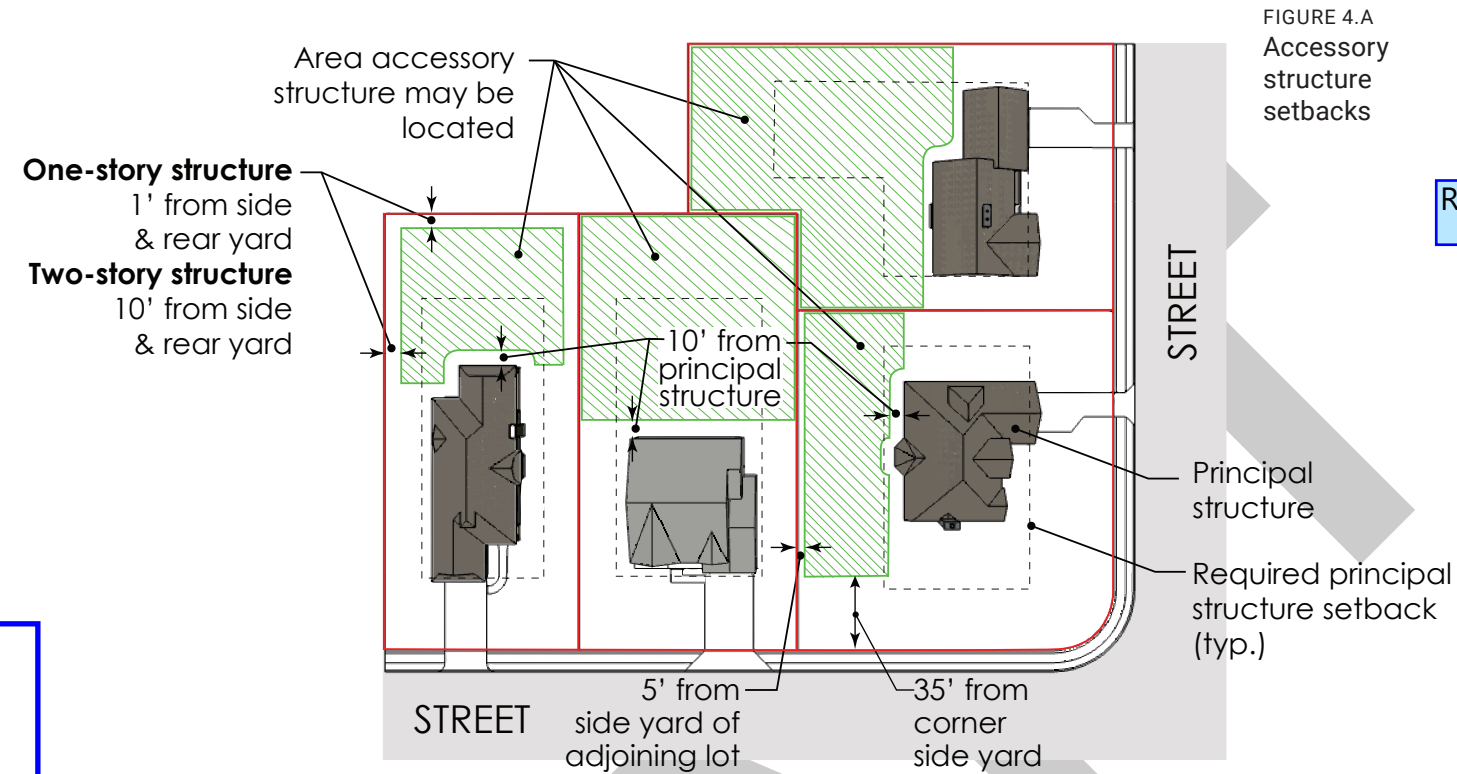 FIGURE 4.A
Accessory
structure
setbacks
Area accessory
structure may be
located
One-story structure
1’ from side
& rear yard
Two-story structure
10’ from side
& rear yard
10’ from
principal
structure
STREET
R
Principal
structure
Required principal
structure setback
(typ.)
STREET
5’ from
side yard of
adjoining lot
35’ from
corner
side yard